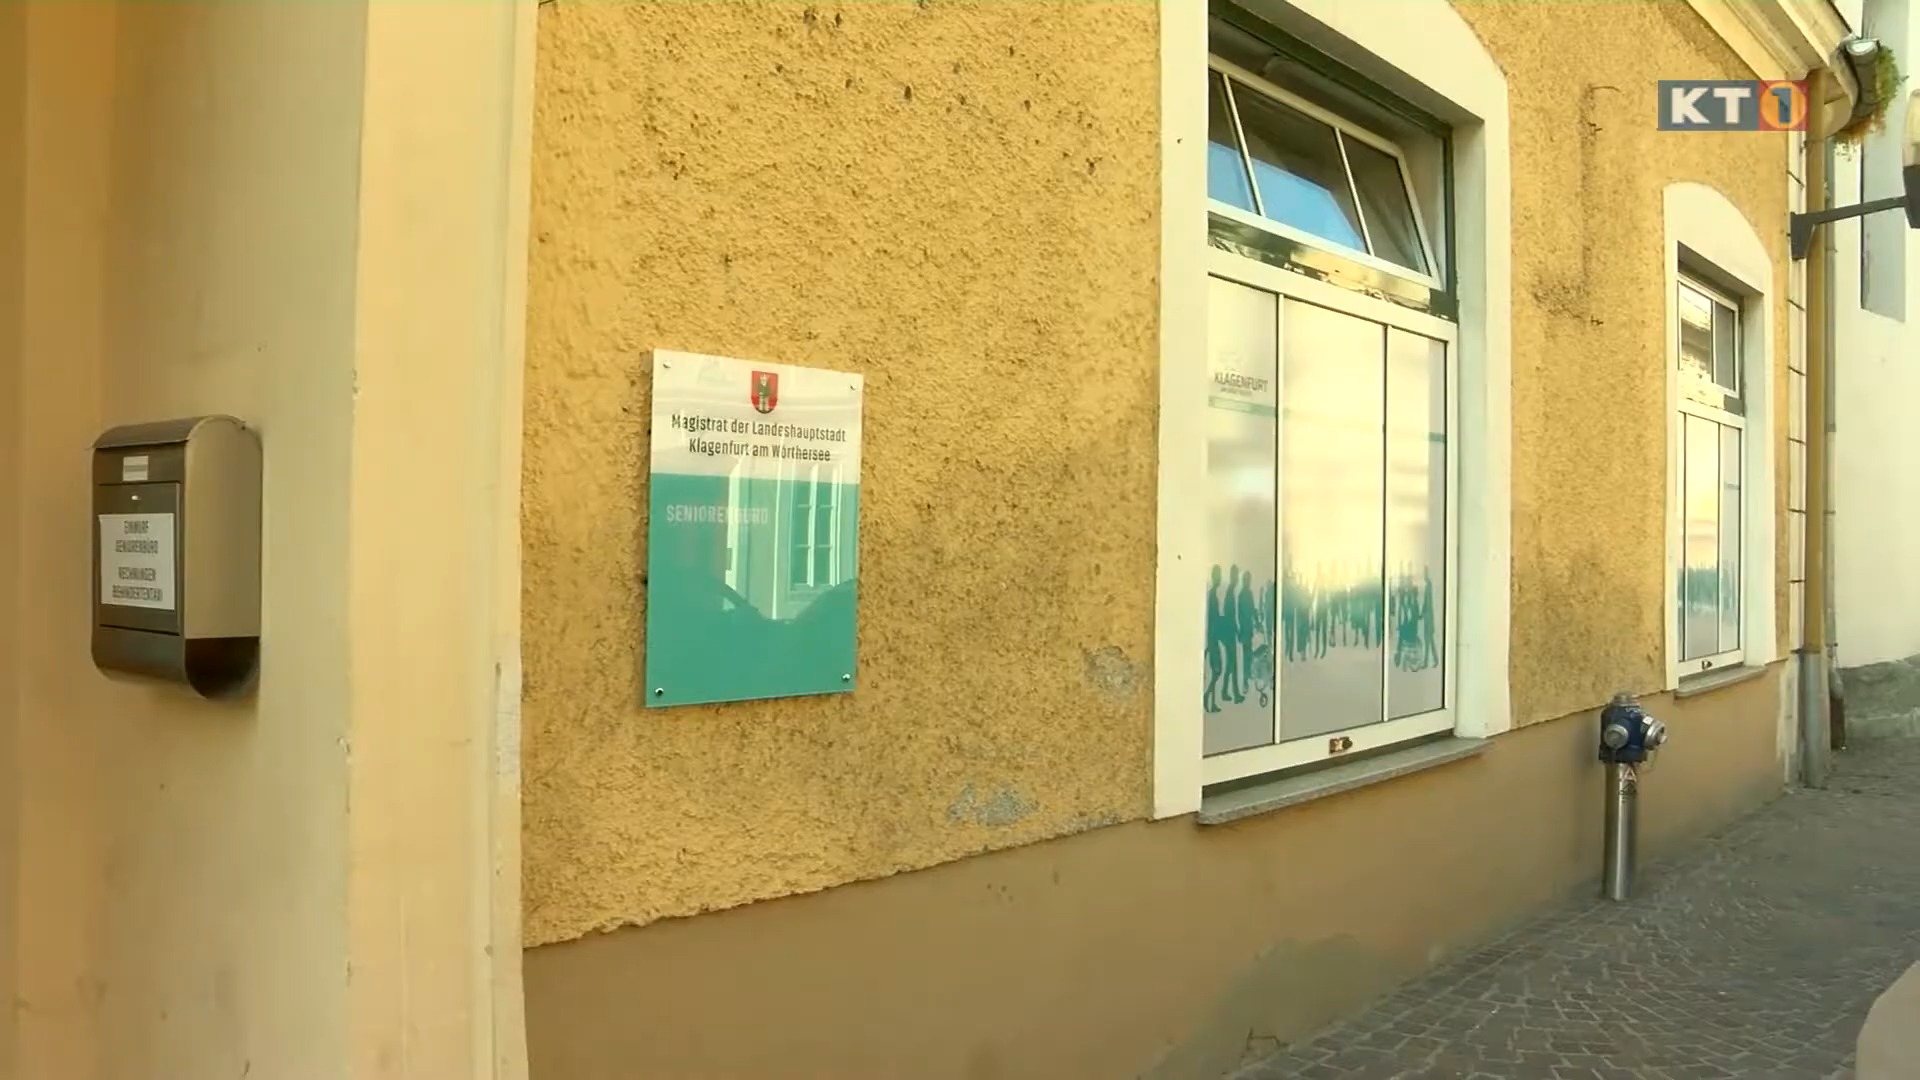 KT1
Magistrat der Landeshauptstadt
Klagenfurt am Wörthersee
SENIORENBÜRO
KLAGENFURT
EINWURF
SENIORENBÜRO
RECHNUNGEN
BEHINDERTENTAXI